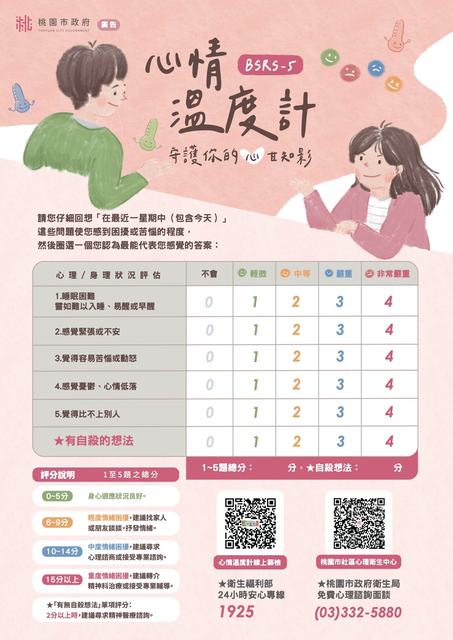 桃園市政府
TAOYUAN CITY GOVERNMENT
廣告
心情
BSRS-5
溫度計
守護你的心 甘知影
請您仔細回想「在最近一星期中（包含今天）」
這些問題使您感到困擾或苦惱的程度，
然後圈選一個您認為最能代表您感覺的答案：
心理/身理狀況評估 不會 輕微 中等 嚴重 非常嚴重
1.睡眠困難
譬如難以入睡、易醒或早醒 0 1 2 3 4
2.感覺緊張或不安 0 1 2 3 4
3.覺得容易苦惱或動怒 0 1 2 3 4
4.感覺憂鬱、心情低落 0 1 2 3 4
5.覺得比不上別人 0 1 2 3 4
★有自殺的想法 0 1 2 3 4
1~5題總分： 分，★自殺想法： 分
評分說明 1至5題之總分
0~5分 身心適應狀況良好。
6~9分 輕度情緒困擾，建議找家人
或朋友談談，抒發情緒。
10~14分 中度情緒困擾，建議尋求
心理諮商或接受專業諮詢。
15分以上 重度情緒困擾，建議轉介
精神科治療或接受專業輔導。
★「有無自殺想法」單項評分：
2分以上時，建議尋求精神醫療諮詢。
心情溫度計線上篩檢
★衛生福利部
24小時安心專線
1925
桃園市社區心理衛生中心
★桃園市政府衛生局
免費心理諮詢面談
(03)332-5880